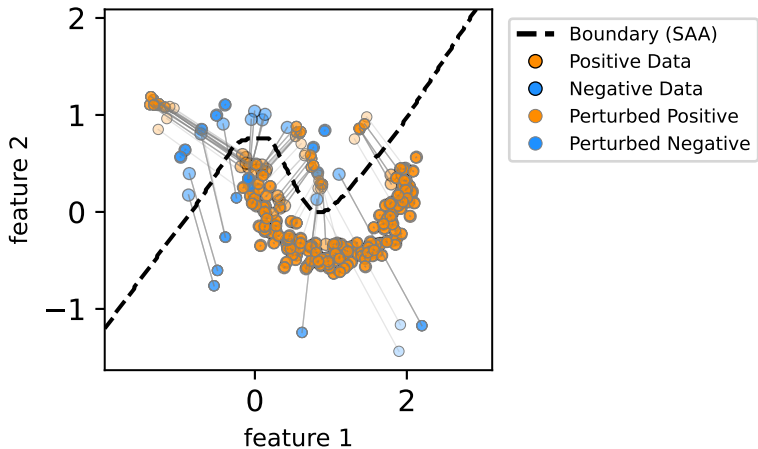 2
1
0
−1
feature 2
0
2
feature 1
Boundary (SAA)
Positive Data
Negative Data
Perturbed Positive
Perturbed Negative